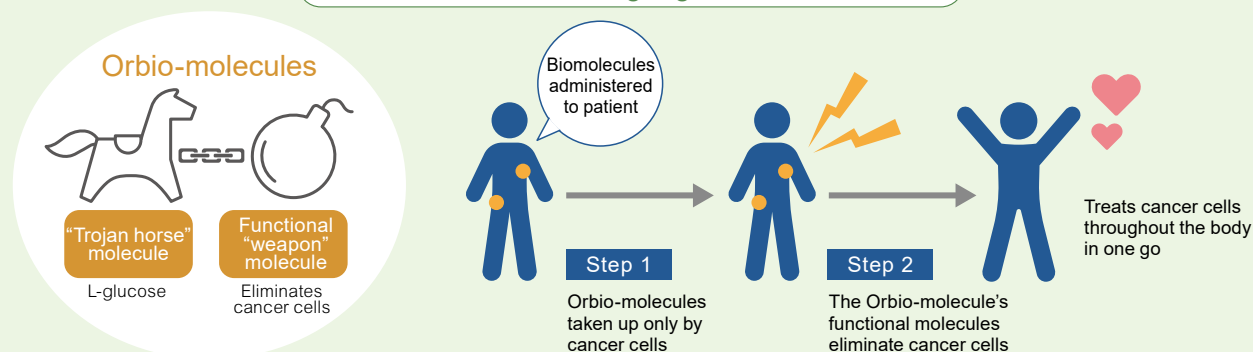 Orbio-molecules
“Trojan horse”
molecule
L-glucose
Functional
“weapon”
molecule
Eliminates
cancer cells
Biomolecules
administered
to patient
Step 1
Orbio-molecules
taken up only by
cancer cells
Step 2
The Orbio-molecule’s
functional molecules
eliminate cancer cells
Treats cancer cells
throughout the body
in one go